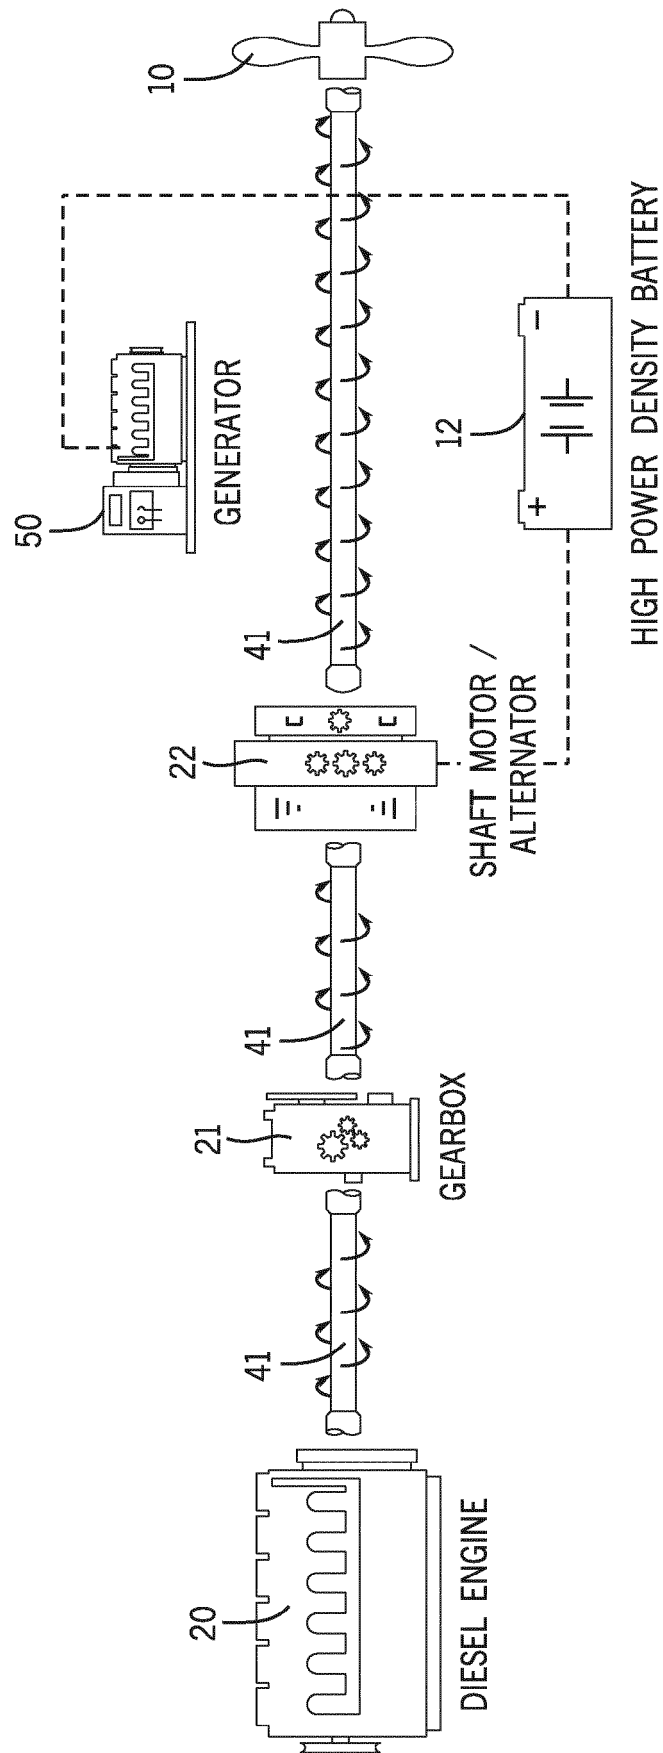 10
50
GENERATOR
12
+
−
HIGH POWER DENSITY BATTERY
41
22
SHAFT MOTOR /
ALTERNATOR
41
21
GEARBOX
41
20
DIESEL ENGINE